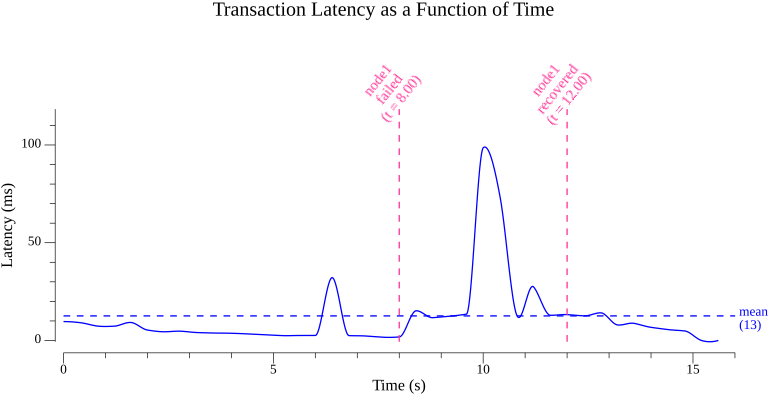 Transaction Latency as a Function of Time
node1
failed
(t = 8.00)
node1
recovered
(t = 12.00)
Latency (ms)
100
50
0
mean
(13)
0
5
10
15
Time (s)